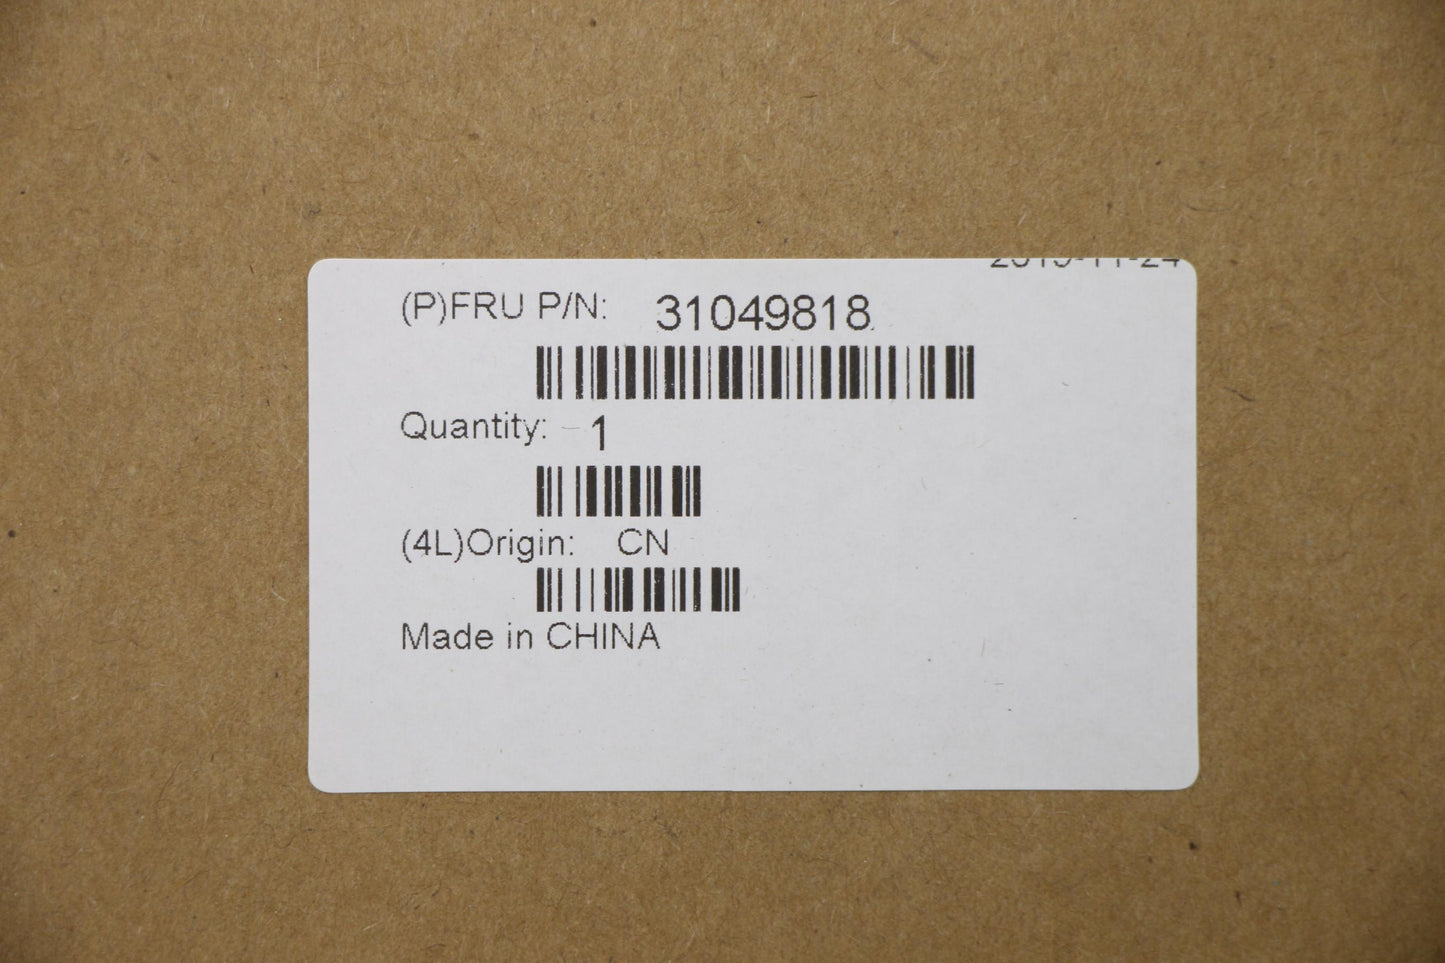 (P)FRU P/N: 31049818
Quantity: 1
(4L)Origin: CN
Made in CHINA